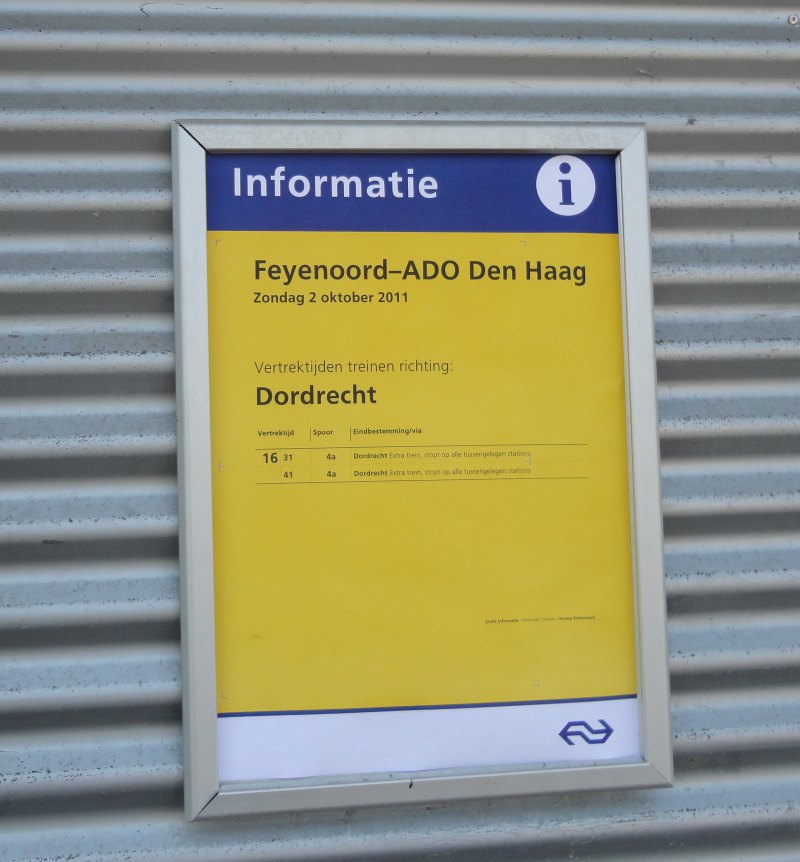 Informatie i
Feyenoord–ADO Den Haag
Zondag 2 oktober 2011
Vertrektijden treinen richting:
Dordrecht
Vertrektijd Spoor Eindbestemming/via
16 31 4a Dordrecht Extra trein, stopt op alle tussengelegen stations
41 4a Dordrecht Extra trein, stopt op alle tussengelegen stations